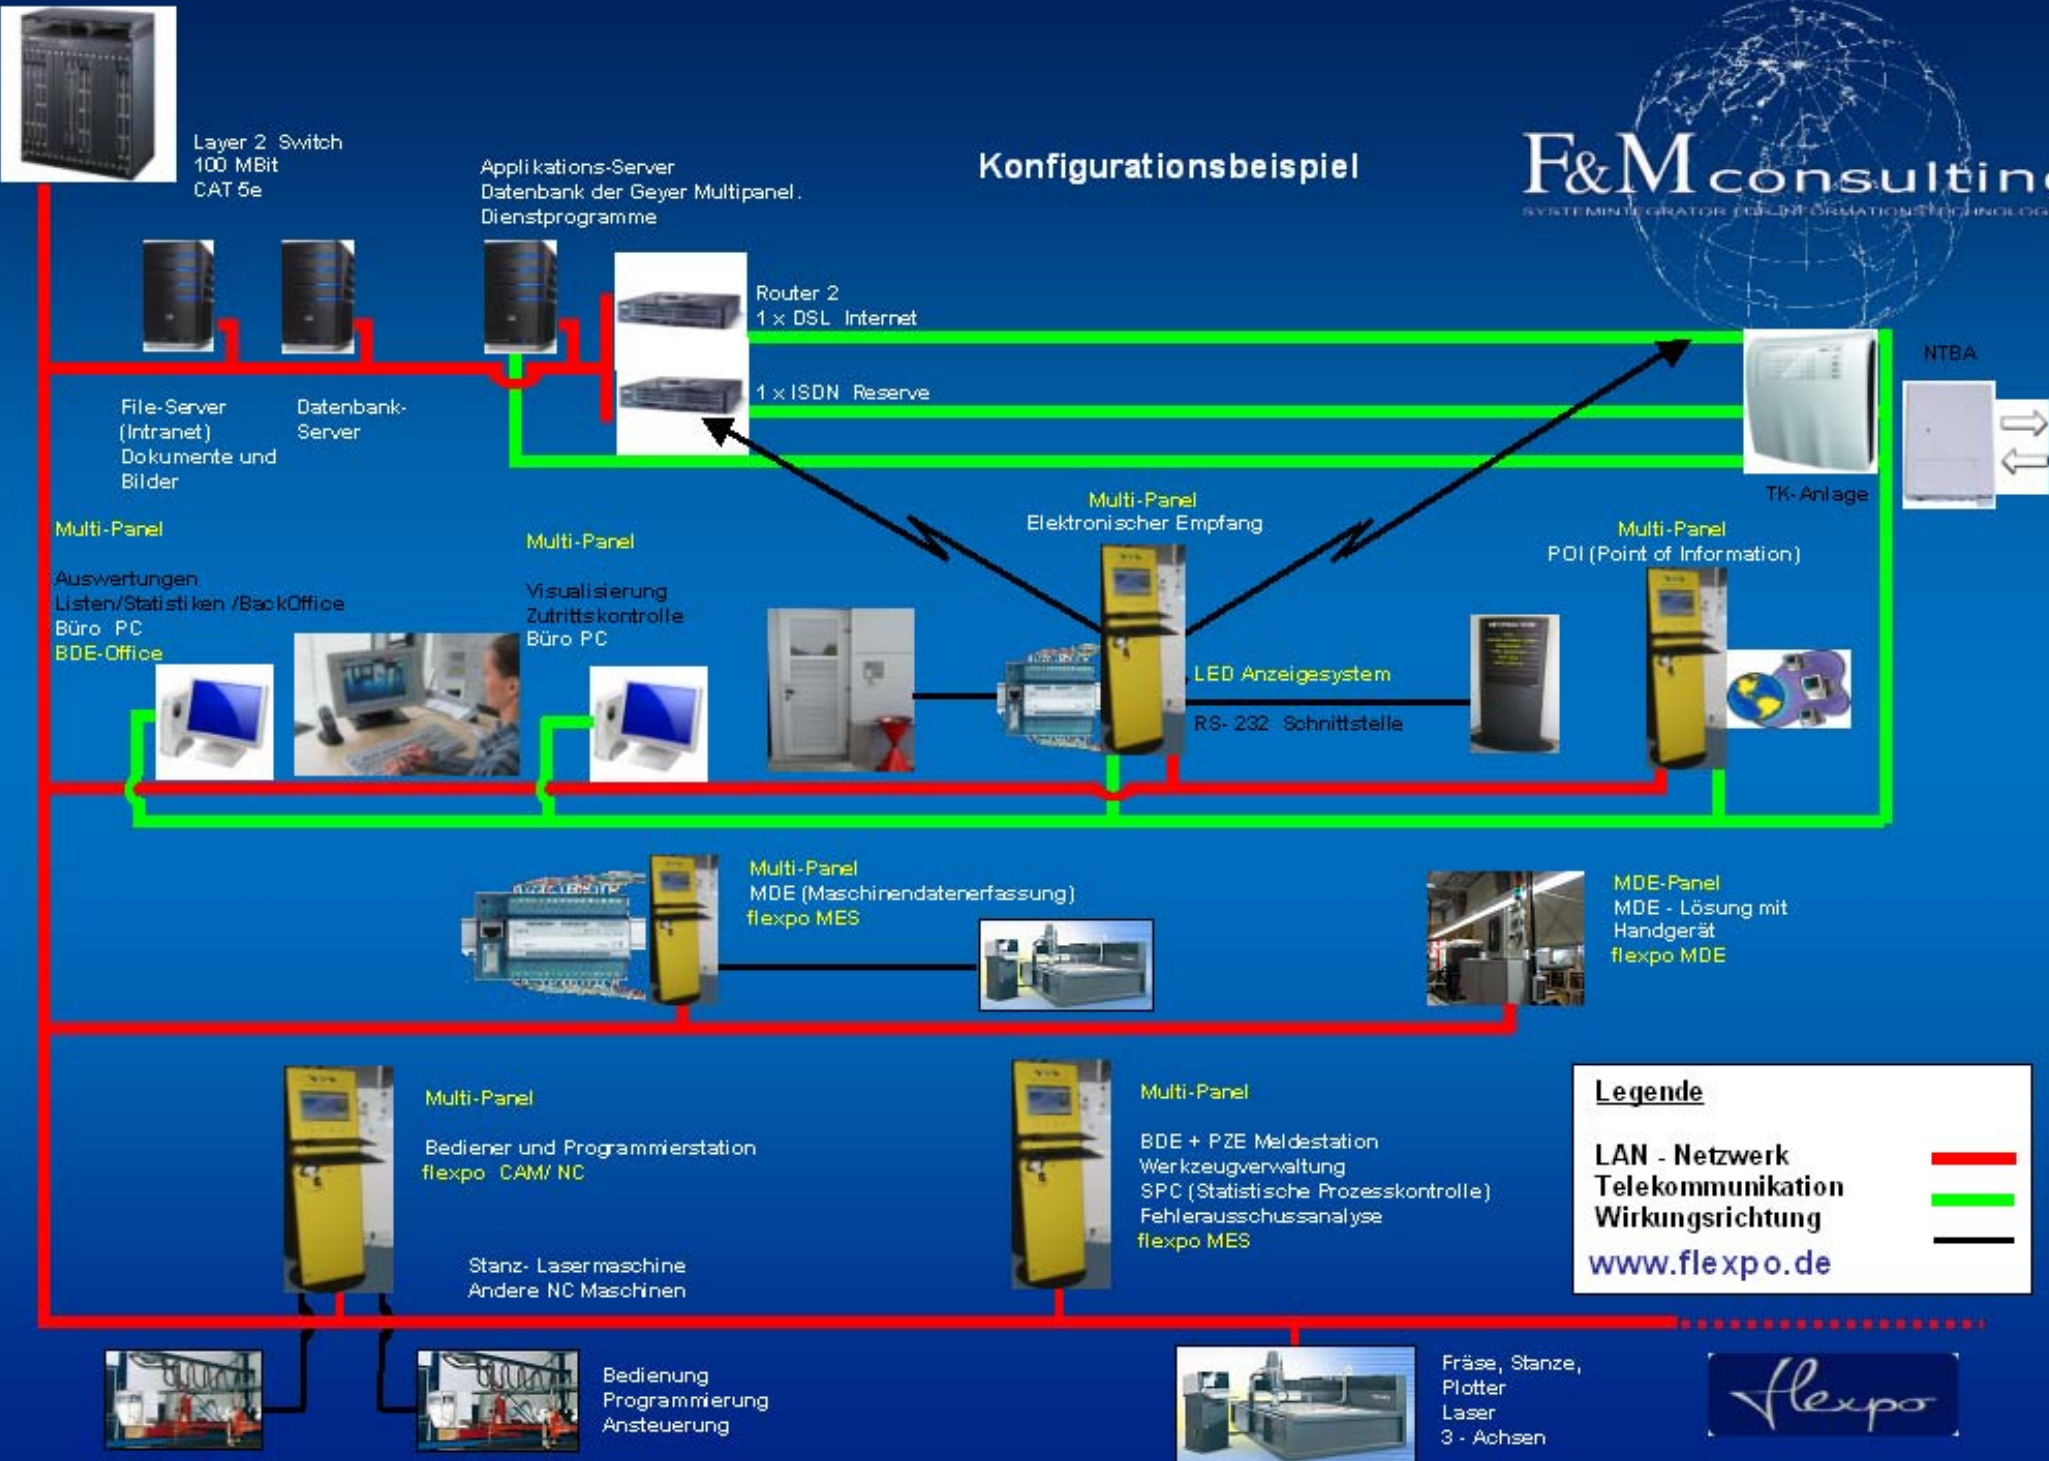 Layer 2 Switch
100 MBit
CAT 5e
Applikations-Server
Datenbank der Geyer Multipanel.
Dienstprogramme
Konfigurationsbeispiel
F&M consulting
SYSTEMINTEGRATOR FÜR INFORMATIONSTECHNOLOG
Router 2
1 x DSL Internet
1 x ISDN Reserve
NTBA
TK-Anlage
File-Server
(Intranet)
Dokumente und
Bilder
Datenbank-
Server
Multi-Panel
Auswertungen
Listen/Statistiken /BackOffice
Büro PC
BDE-Office
Multi-Panel
Visualisierung
Zutrittskontrolle
Büro PC
Multi-Panel
Elektronischer Empfang
LED Anzeigesystem
RS- 232 Schnittstelle
Multi-Panel
POI (Point of Information)
Multi-Panel
MDE (Maschinendatenerfassung)
flexpo MES
MDE-Panel
MDE - Lösung mit
Handgerät
flexpo MDE
Multi-Panel
Bediener und Programmierstation
flexpo CAM/ NC
Stanz- Lasermaschine
Andere NC Maschinen
Multi-Panel
BDE + PZE Meldestation
Werkzeugverwaltung
SPC (Statistische Prozesskontrolle)
Fehlerausschussanalyse
flexpo MES
Legende
LAN - Netzwerk
Telekommunikation
Wirkungsrichtung
www.flexpo.de
Bedienung
Programmierung
Ansteuerung
Fräse, Stanze,
Plotter
Laser
3 - Achsen
flexpo